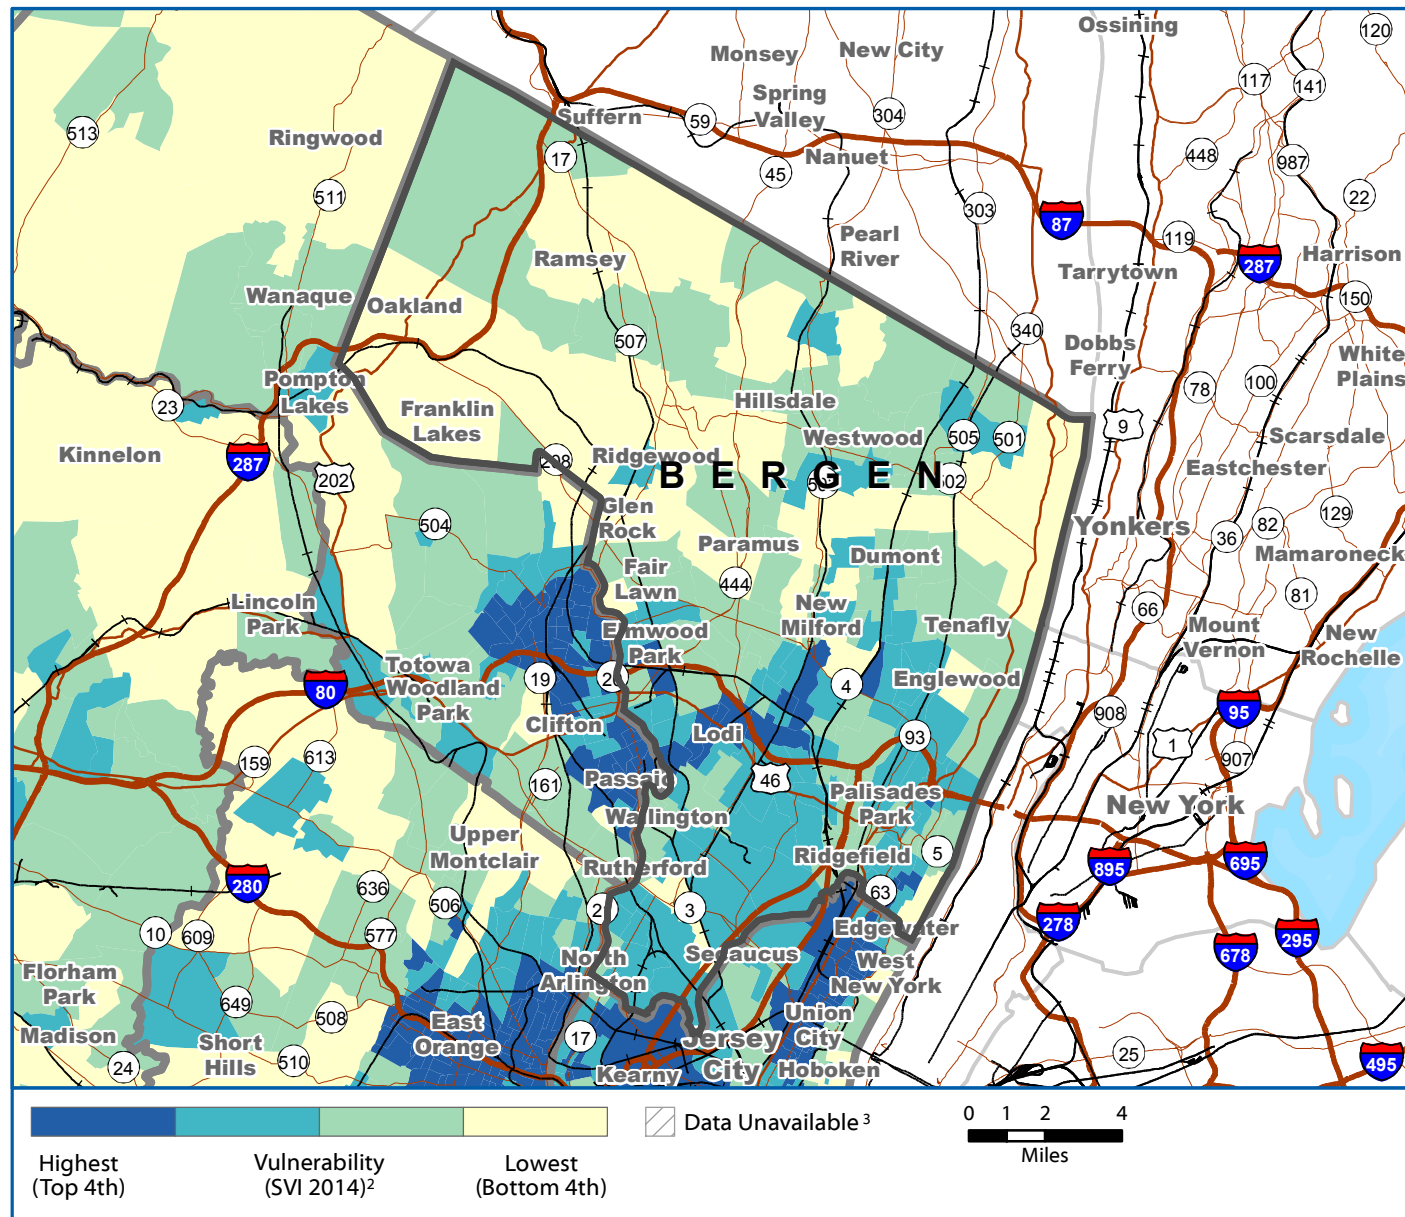 Ossining
120
Monsey
New City
117
141
Spring
Valley
Suffern
59
304
513
Ringwood
Nanuet
448
987
17
45
511
22
303
87
Pearl
River
119
Harrison
Ramsey
Tarrytown
287
Wanaque
Oakland
150
340
507
Dobbs
Ferry
White
Plains
Pompton
Lakes
78
100
23
Franklin
Lakes
Hillsdale
9
Kinnelon
287
Westwood
505
501
Scarsdale
Ridgewood
BERGEN
Eastchester
202
Glen
Rock
504
Yonkers
82
129
36
Paramus
Dumont
Mamaroneck
Fair
Lawn
444
Lincoln
Park
New
Milford
66
81
Elmwood
Park
Tenafly
Mount
Vernon
New
Rochelle
Totowa
80
Woodland
Park
19
4
Englewood
908
95
Clifton
Lodi
93
1
159
613
907
161
Passaic
46
Palisades
Park
New York
Wallington
Upper
Montclair
Ridgefield
5
895
695
Rutherford
280
636
63
506
3
278
10
609
577
Edgewater
678
295
North
Arlington
Secaucus
West
New York
Florham
Park
649
508
Madison
East
Orange
17
Union
City
Short
Hills
Jersey
City
25
24
510
Kearny
Hoboken
495
Data Unavailable 3
0 1 2 4
Miles
Highest
(Top 4th)
Vulnerability
(SVI 2014)2
Lowest
(Bottom 4th)